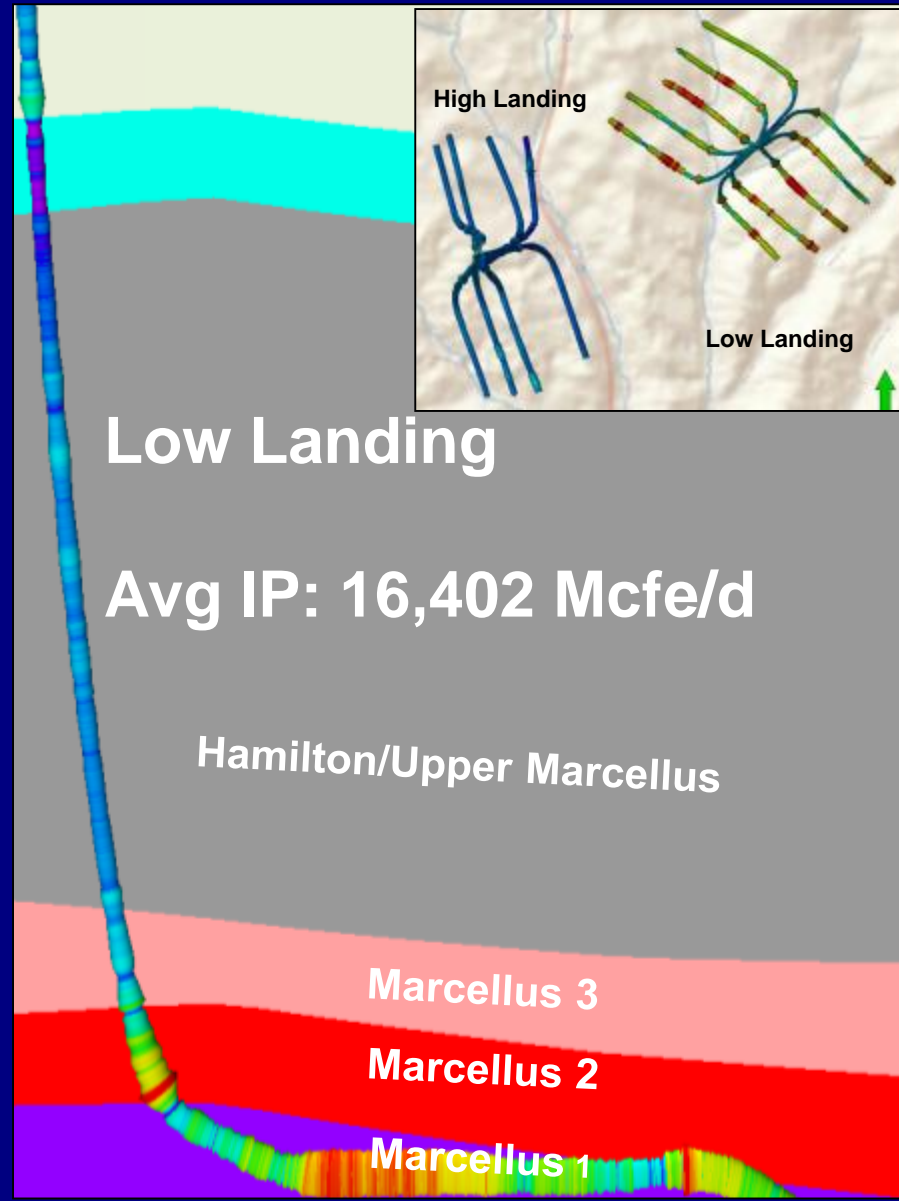 High Landing
Low Landing
Low Landing
Avg IP: 16,402 Mcfe/d
Hamilton/Upper Marcellus
Marcellus 3
Marcellus 2
Marcellus 1